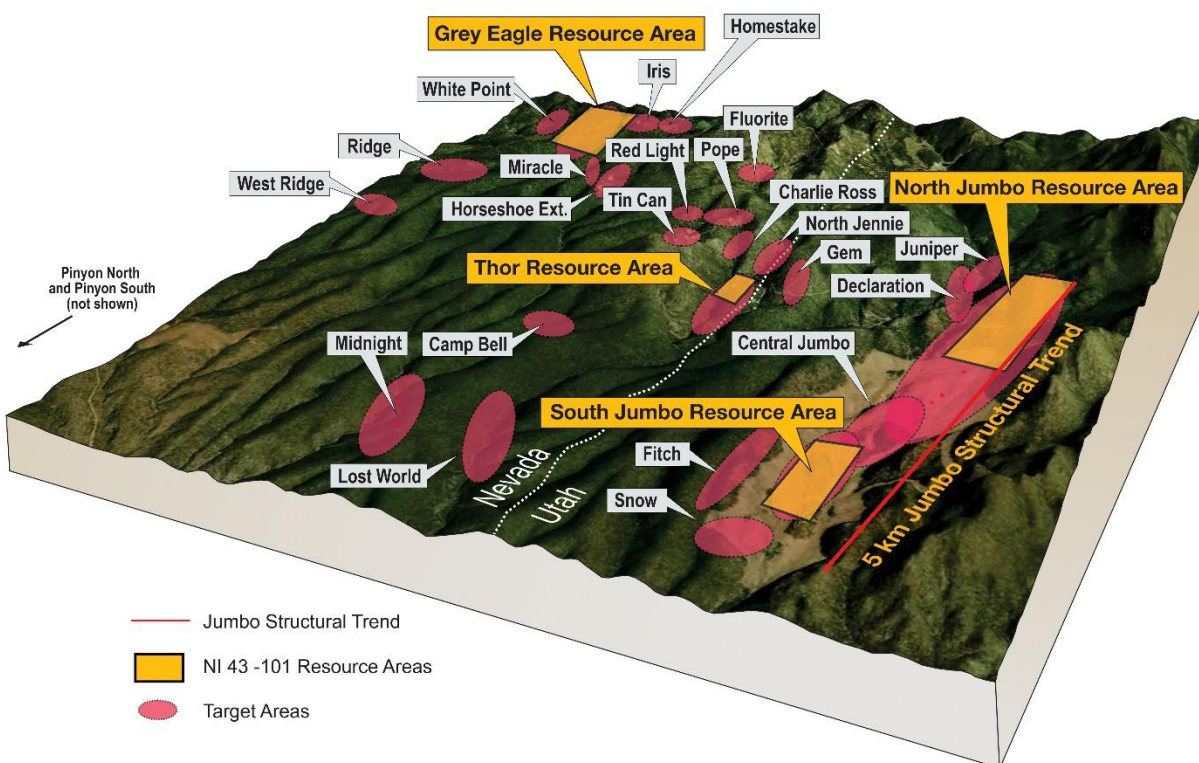 Homestake
Grey Eagle Resource Area
Iris
White Point
Fluorite
Ridge
Red Light
Pope
Miracle
North Jumbo Resource Area
West Ridge
Charlie Ross
Horseshoe Ext.
Tin Can
North Jennie
Juniper
Gem
Thor Resource Area
Declaration
Pinyon North
and Pinyon South
(not shown)
Midnight
Camp Bell
Central Jumbo
South Jumbo Resource Area
Fitch
Lost World
Snow
Nevada
Utah
5 km Jumbo Structural Trend
Jumbo Structural Trend
NI 43 -101 Resource Areas
Target Areas